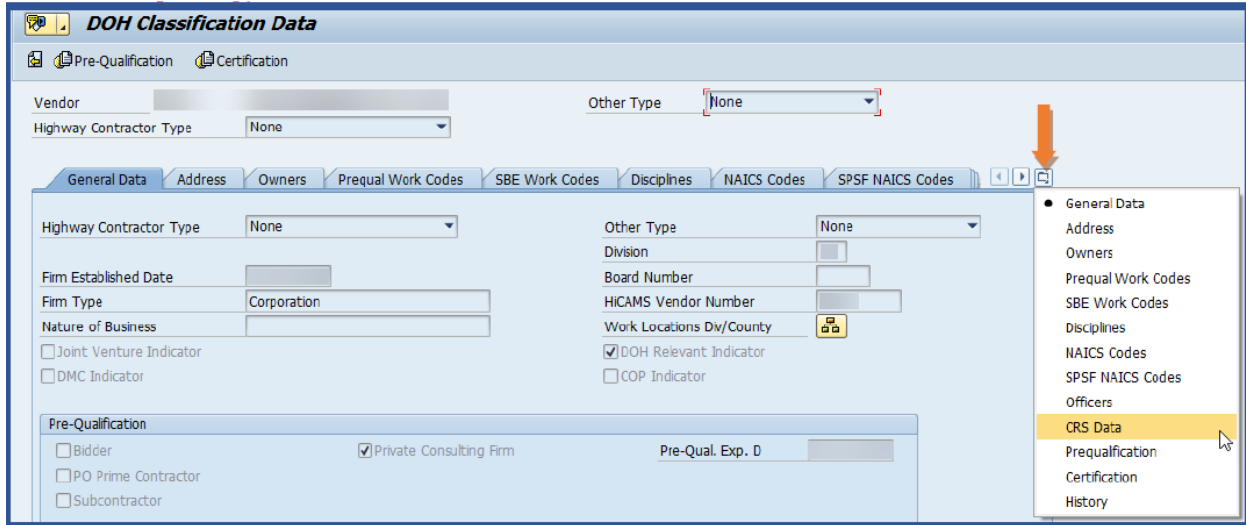 DOH Classification Data
Pre-Qualification Certification
Vendor Other Type None
Highway Contractor Type None
General Data Address Owners Prequal Work Codes SBE Work Codes Disciplines NAICS Codes SPSF NAICS Codes
Highway Contractor Type None Other Type None
Division
Firm Established Date Board Number
Firm Type Corporation HiCAMS Vendor Number
Nature of Business Work Locations Div/County
Joint Venture Indicator DOH Relevant Indicator
DMC Indicator COP Indicator
Pre-Qualification
Bidder Private Consulting Firm Pre-Qual. Exp. D
PO Prime Contractor
Subcontractor
General Data
Address
Owners
Prequal Work Codes
SBE Work Codes
Disciplines
NAICS Codes
SPSF NAICS Codes
Officers
CRS Data
Prequalfication
Certification
History